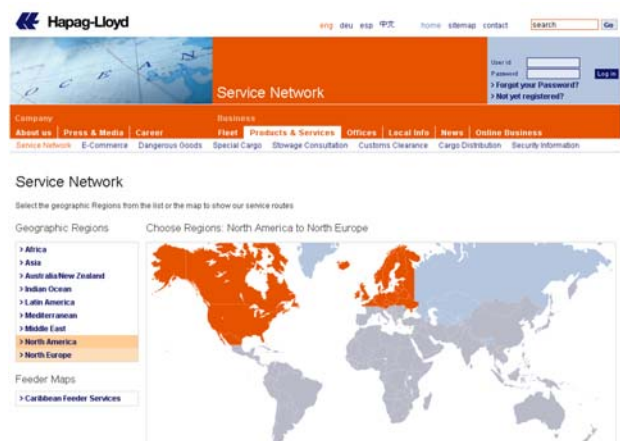 Hapag-Lloyd
eng deu esp 中文 home sitemap contact search Go
OCEAN
Service Network
User id
Password Log in
> Forgot your Password?
> Not yet registered?
Company Business
About us | Press & Media | Career Fleet | Products & Services | Offices | Local Info | News | Online Business
Service Network E-Commerce Dangerous Goods Special Cargo Stowage Consultation Customs Clearance Cargo Distribution Security Information
Service Network
Select the geographic Regions from the list or the map to show our service routes
Geographic Regions Choose Regions: North America to North Europe
> Africa
> Asia
> Australia/New Zealand
> Indian Ocean
> Latin America
> Mediterranean
> Middle East
> North America
> North Europe
Feeder Maps
> Caribbean Feeder Services